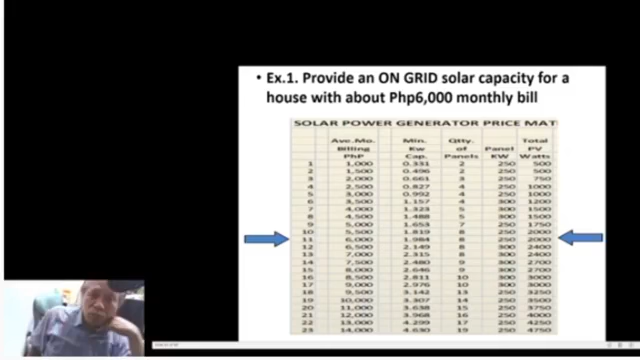 • Ex.1. Provide an ON GRID solar capacity for a
house with about Php6,000 monthly bill
SOLAR POWER GENERATOR PRICE MAT
Ave.Mo. Min. Qtty Total
Billing Kw of Panel PV
PhP Cap. Panels KW Watts
1 1,000 0.331 2 250 500
2 1,500 0.496 2 250 500
3 2,000 0.661 3 250 750
4 2,500 0.827 4 250 1000
5 3,000 0.992 4 250 1000
6 3,500 1.157 4 300 1200
7 4,000 1.323 5 300 1500
8 4,500 1.488 5 300 1500
9 5,000 1.653 7 250 1750
10 5,500 1.819 8 250 2000
11 6,000 1.984 8 250 2000
12 6,500 2.149 8 300 2400
13 7,000 2.315 8 300 2400
14 7,500 2.480 9 300 2700
15 8,000 2.646 9 300 2700
16 8,500 2.811 10 300 3000
17 9,000 2.976 10 300 3000
18 9,500 3.142 13 250 3250
19 10,000 3.307 14 250 3500
20 11,000 3.638 15 250 3750
21 12,000 3.968 16 250 4000
22 13,000 4.299 17 250 4250
23 14,000 4.630 19 250 4750